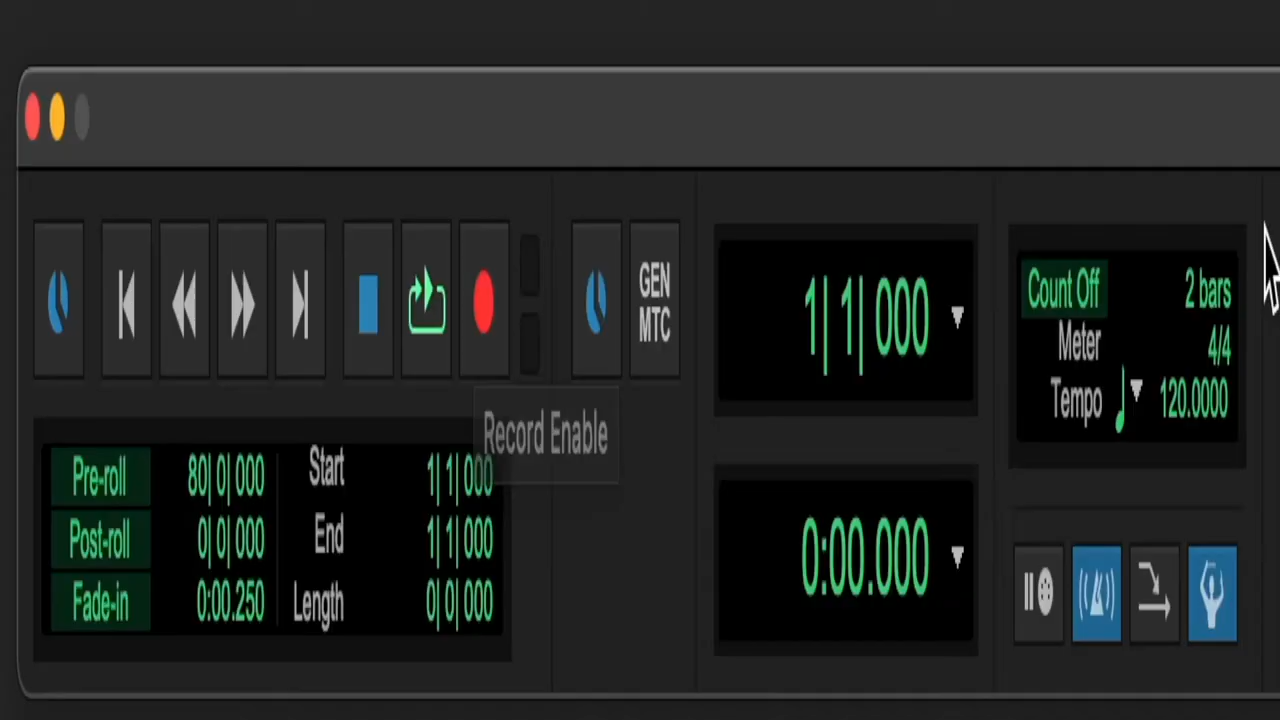 GEN
MTC
1| 1| 000
Count Off 2 bars
Meter 4/4
Tempo 120.0000
Record Enable
Pre-roll 80| 0| 000 Start 1| 1| 000
Post-roll 0| 0| 000 End 1| 1| 000
Fade-in 0:00.250 Length 0| 0| 000
0:00.000